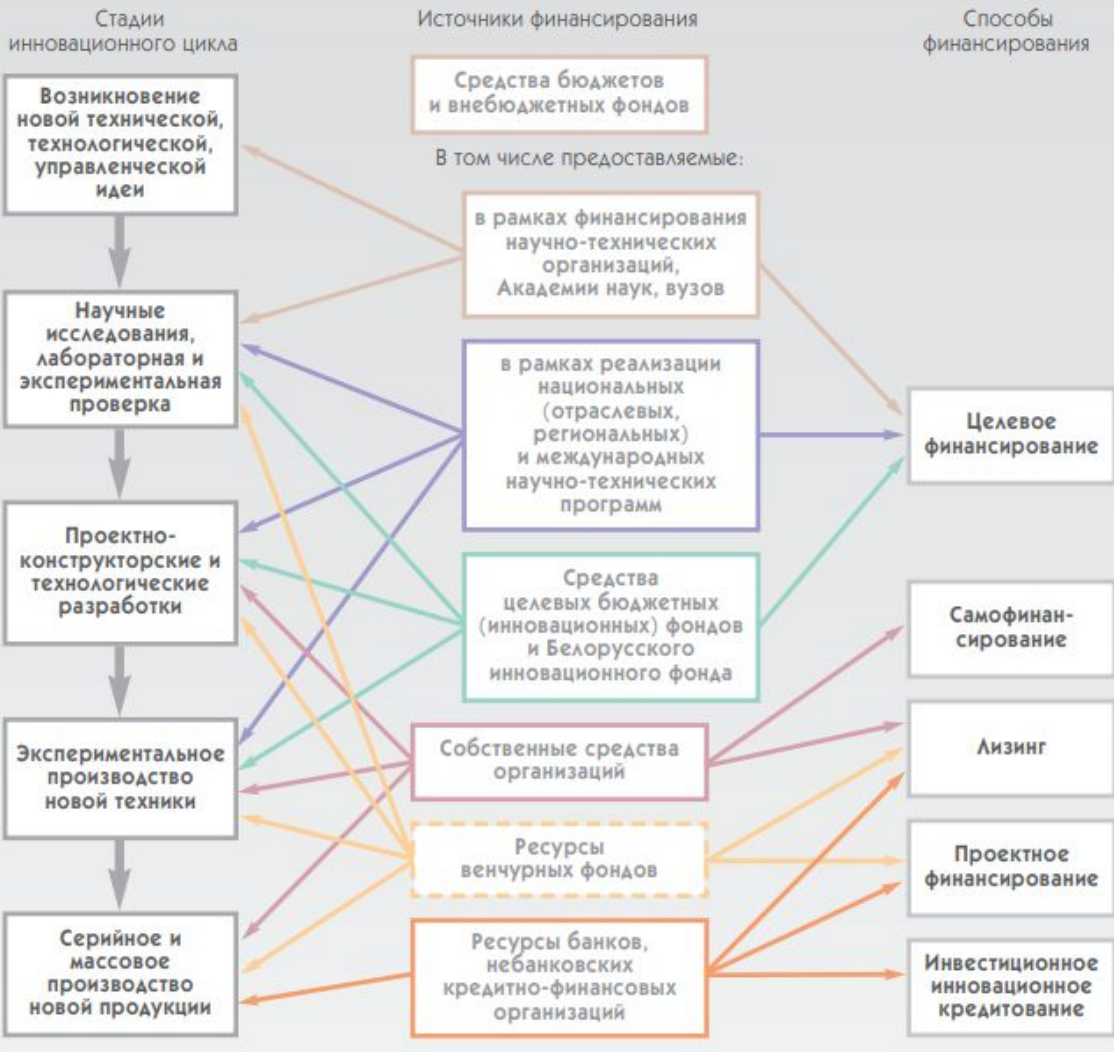 Стадии
инновационного цикла
Возникновение
новой технической,
технологической,
управленческой
идеи
Научные
исследования,
лабораторная и
экспериментальная
проверка
Проектно-
конструкторские и
технологические
разработки
Экспериментальное
производство
новой техники
Серийное и
массовое
производство
новой продукции
Источники финансирования
Средства бюджетов
и внебюджетных фондов
В том числе предоставляемые:
в рамках финансирования
научно-технических
организаций,
Академии наук, вузов
в рамках реализации
национальных
(отраслевых,
региональных)
и международных
научно-технических
программ
Средства
целевых бюджетных
(инновационных) фондов
и Белорусского
инновационного фонда
Собственные средства
организаций
Ресурсы
венчурных фондов
Ресурсы банков,
небанковских
кредитно-финансовых
организаций
Способы
финансирования
Целевое
финансирование
Самофинан-
сирование
Лизинг
Проектное
финансирование
Инвестиционное
инновационное
кредитование